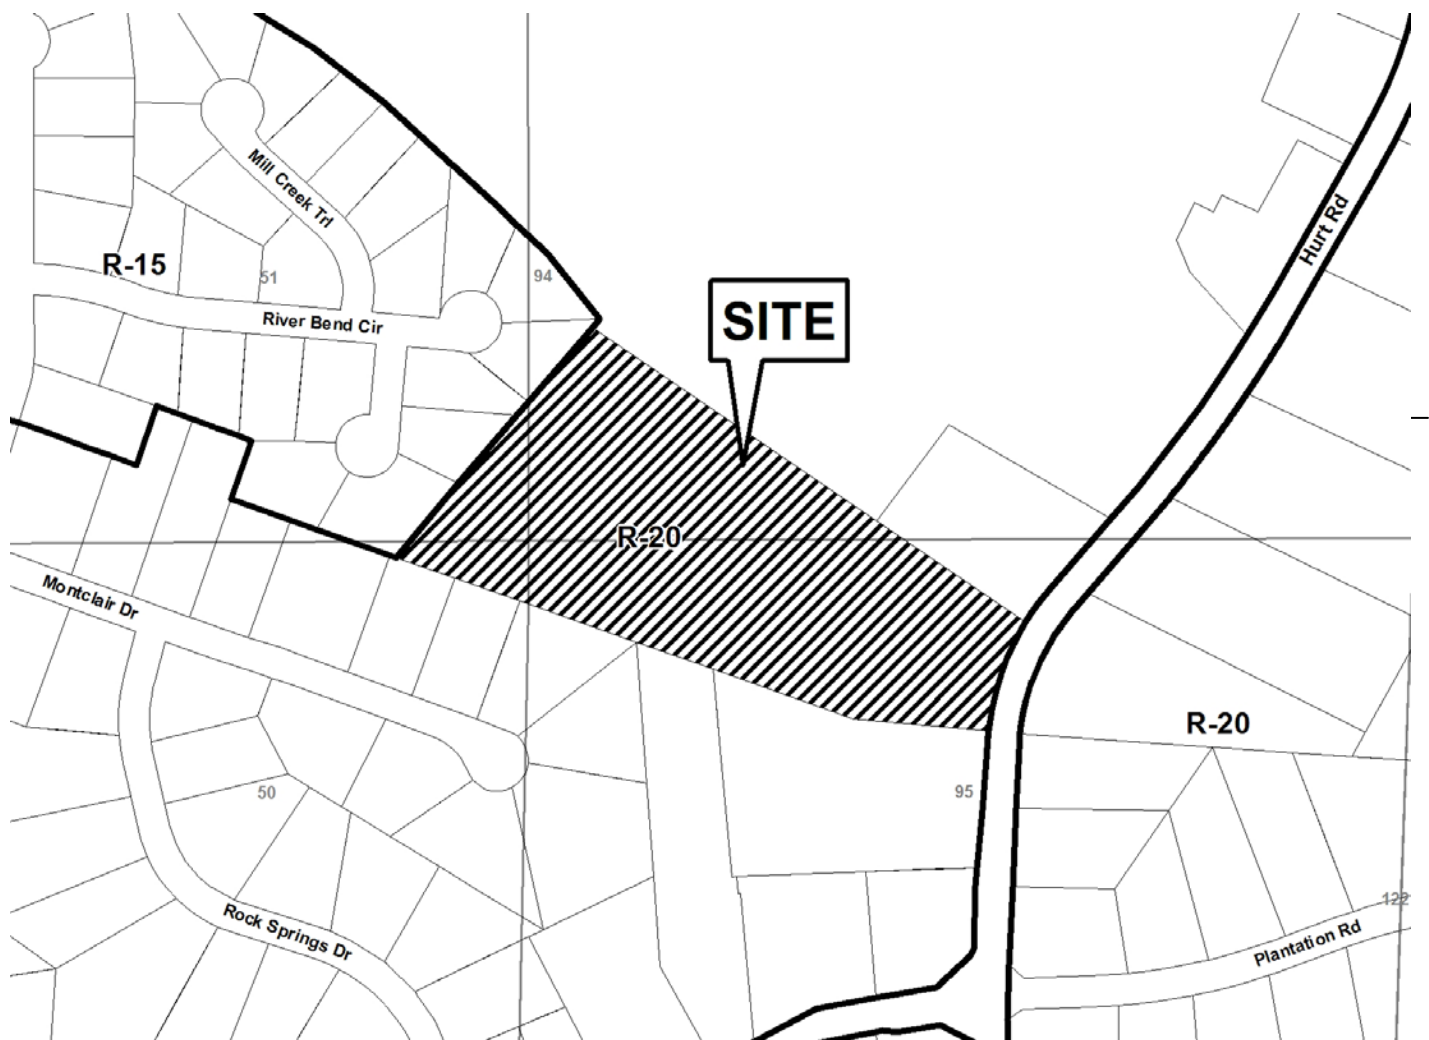 Mill Creek Trl
Hurt Rd
R-15
51
94
River Bend Cir
SITE
R-20
Montclair Dr
R-20
50
95
122
Rock Springs Dr
Plantation Rd